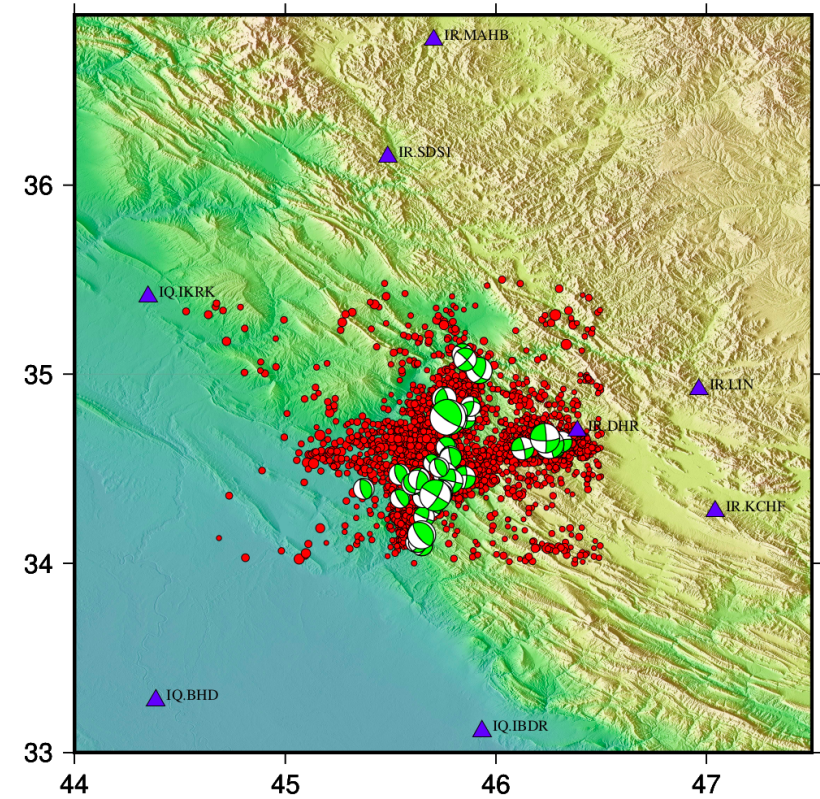 IR.MAHB
IR.SDSI
36
IQ.IKRK
35
IR.LIN
IR.DHR
IR.KCHF
34
IQ.BHD
IQ.IBDR
33
44 45 46 47